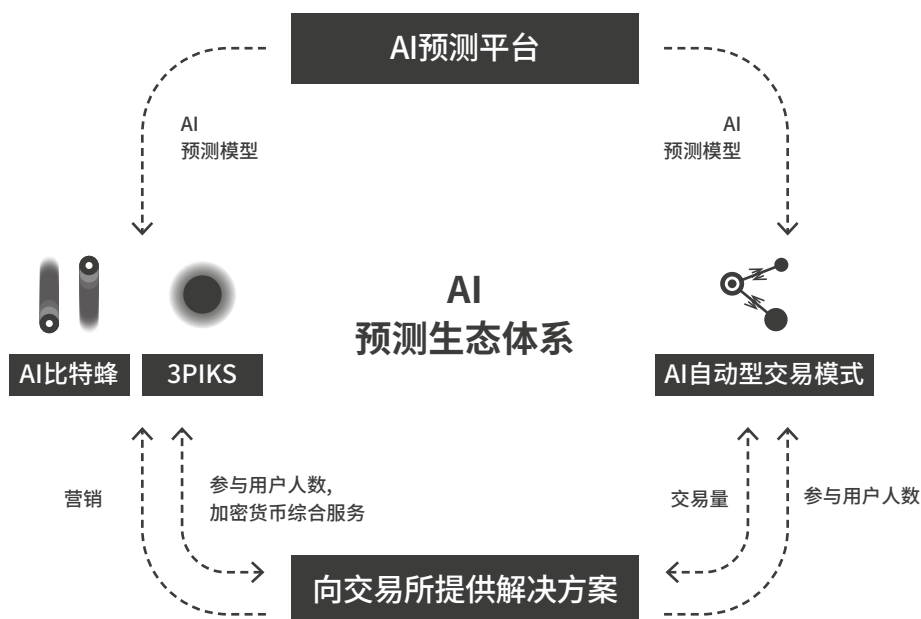 AI预测平台
AI
预测模型
AI
预测模型
AI
预测生态体系
AI比特蜂
3PIKS
AI自动型交易模式
营销
参与用户人数,
加密货币综合服务
交易量
参与用户人数
向交易所提供解决方案